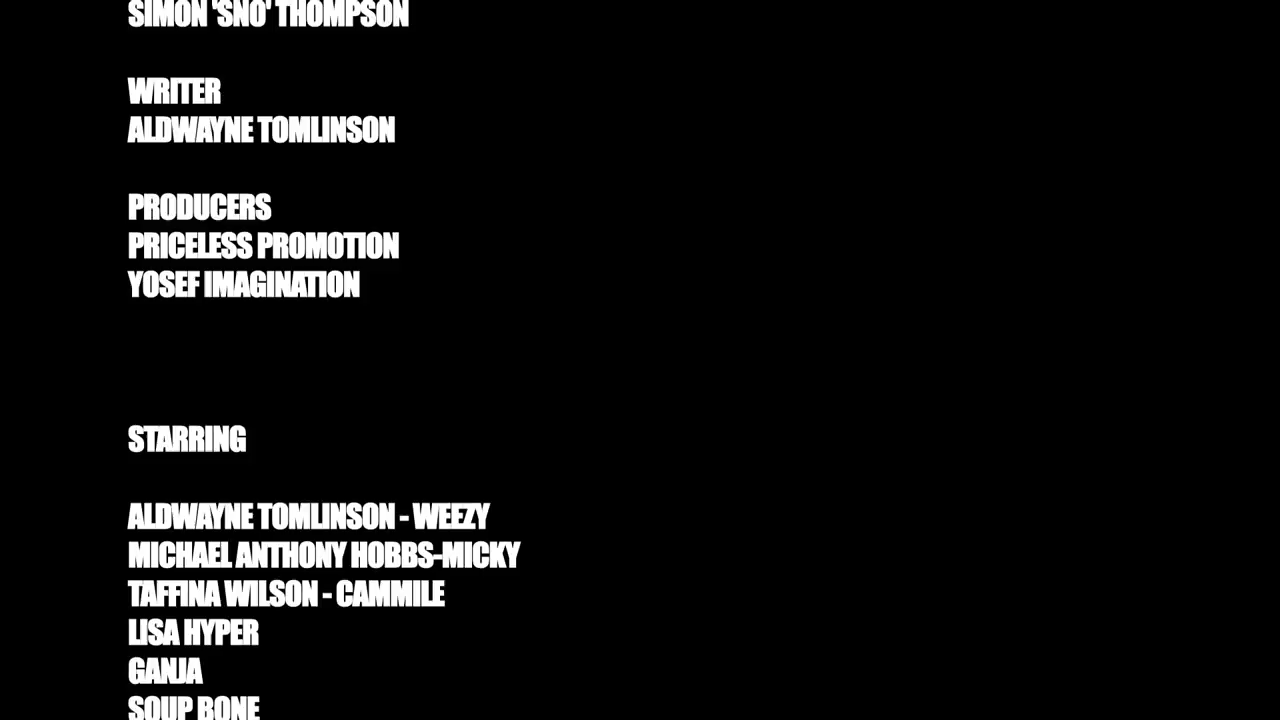 SIMON 'SNO' THOMPSON
WRITER
ALDWAYNE TOMLINSON
PRODUCERS
PRICELESS PROMOTION
YOSEF IMAGINATION
STARRING
ALDWAYNE TOMLINSON - WEEZY
MICHAEL ANTHONY HOBBS-MICKY
TAFFINA WILSON - CAMMILE
LISA HYPER
GANJA
SOUP BONE